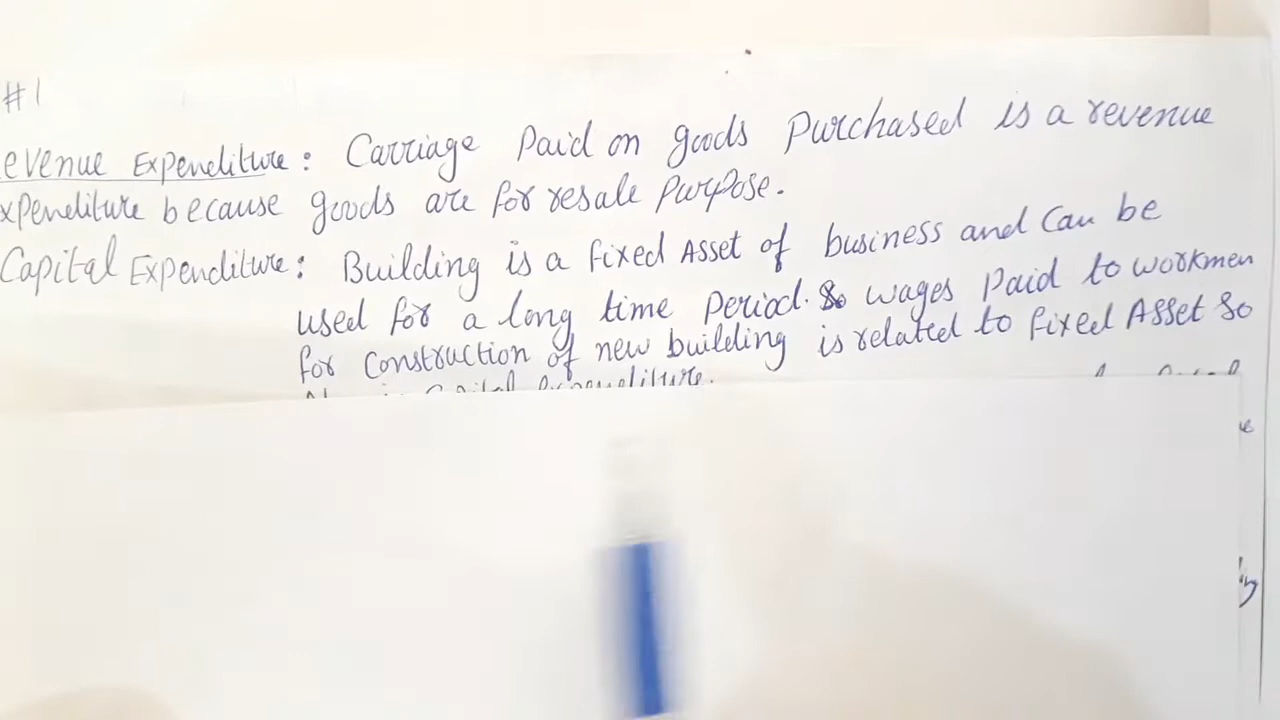 #1
evenue Expenditure: Carriage Paid on goods Purchased is a revenue
xpenditure because goods are for resale Purpose.
Capital Expenditure: Building is a fixed Asset of business and can be
used for a long time Period. So wages Paid to workmen
for construction of new building is related to fixed Asset so
Capital Expenditure.